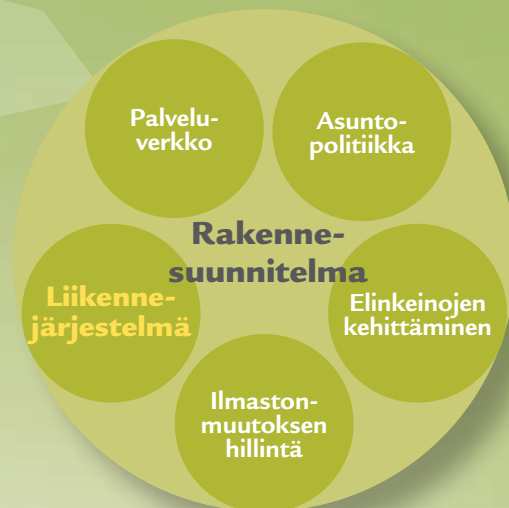 Palvelu-
verkko
Asunto-
politiikka
Rakenne-
suunnitelma
Liikenne-
järjestelmä
Elinkeinojen
kehittäminen
Ilmaston-
muutoksen
hillintä